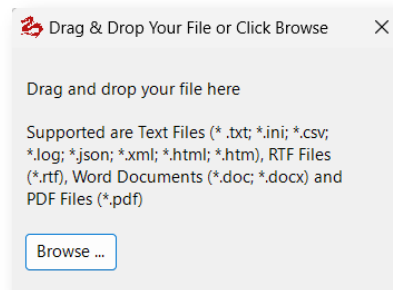 Drag & Drop Your File or Click Browse
Drag and drop your file here
Supported are Text Files (* .txt; *.ini; *.csv;
*.log; *.json; *.xml; *.html; *.htm), RTF Files
(*.rtf), Word Documents (*.doc; *.docx) and
PDF Files (*.pdf)
Browse ...